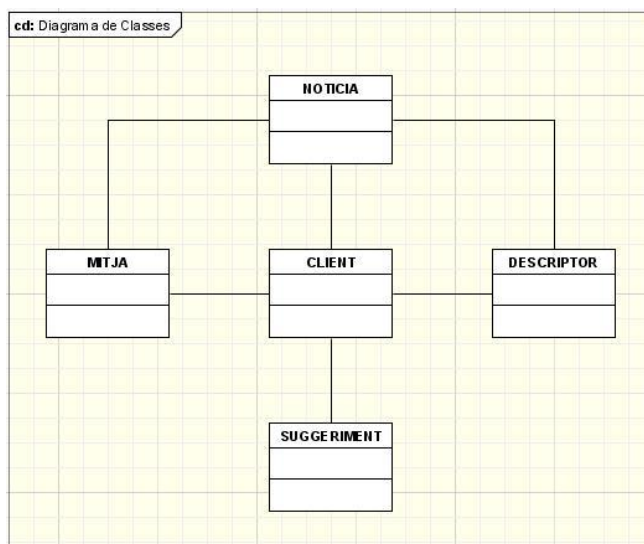 cd: Diagrama de Classes
NOTICIA
MITJA
CLIENT
DESCRIPTOR
SUGGERIMENT